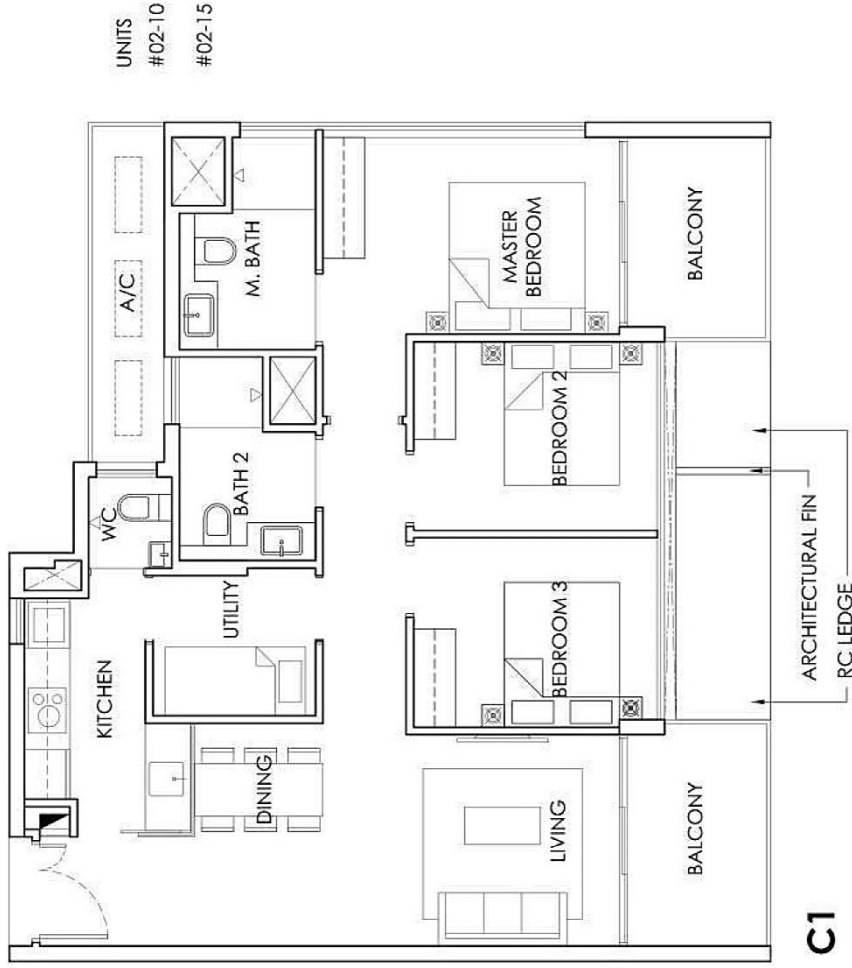 UNITS
#02-10
#02-15
A/C
M. BATH
WC
BATH 2
KITCHEN
UTILITY
DINING
MASTER
BEDROOM
BEDROOM 2
BEDROOM 3
LIVING
BALCONY
BALCONY
ARCHITECTURAL FIN
RC LEDGE
C1